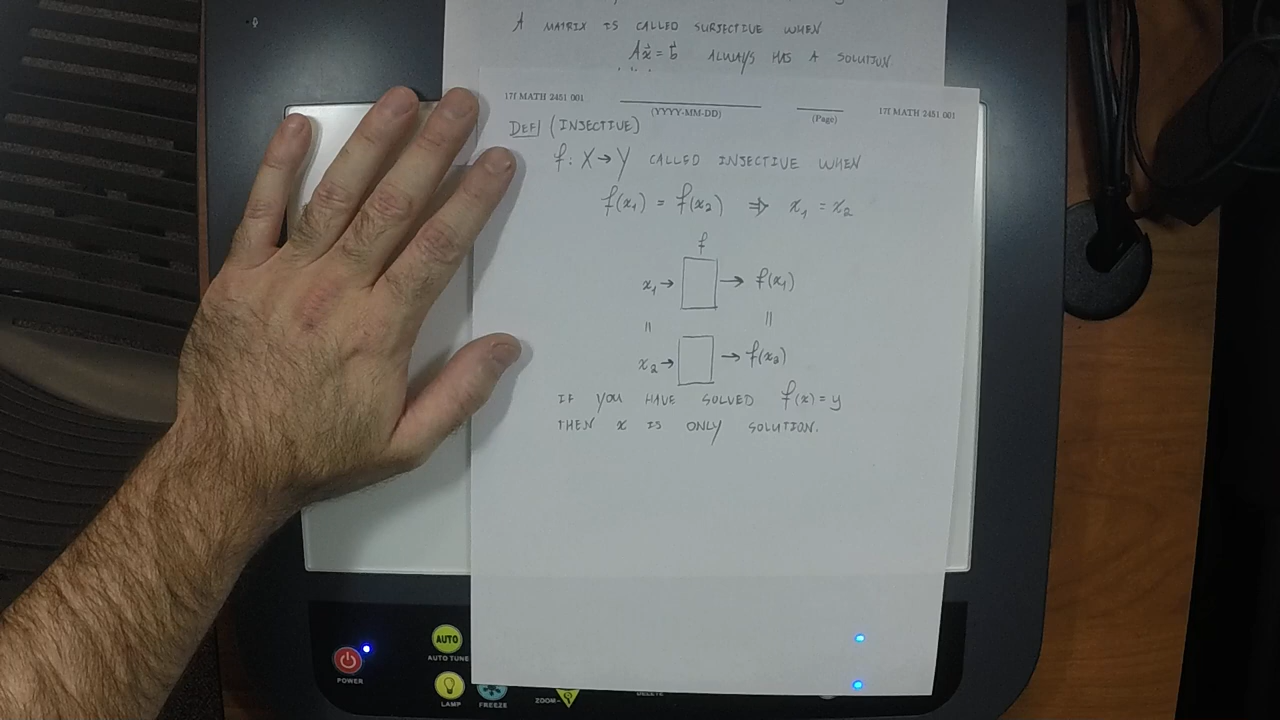 A MATRIX IS CALLED SURJECTIVE WHEN
Ax⃗ = b⃗ ALWAYS HAS A SOLUTION
17f MATH 2451 001
(YYYY-MM-DD)
(Page)
17f MATH 2451 001
DEF (INJECTIVE)
f: X → Y CALLED INJECTIVE WHEN
f(x₁) = f(x₂) ⇒ x₁ = x₂
f
x₁ → → f(x₁)
= =
x₂ → → f(x₂)
IF YOU HAVE SOLVED f(x) = y
THEN x IS ONLY SOLUTION.
POWER
AUTO
AUTO TUNE
LAMP
FREEZE
ZOOM-